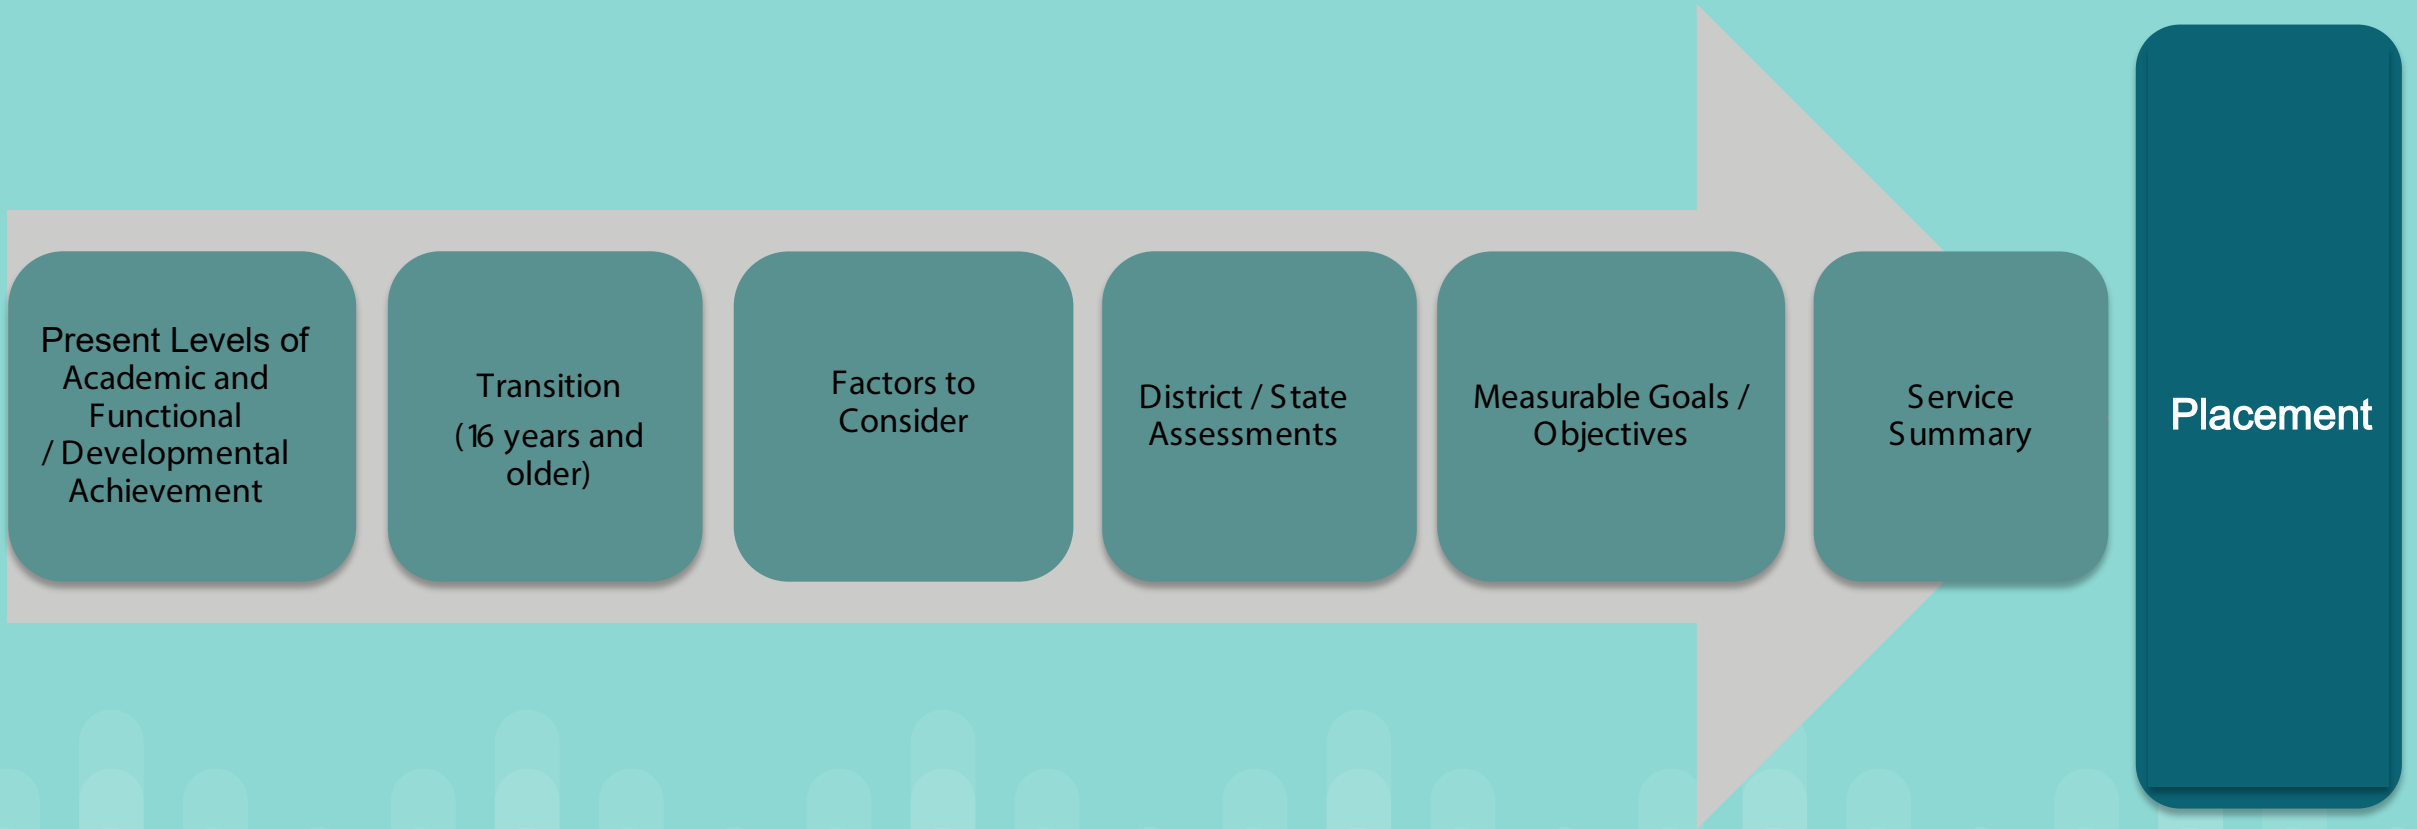 Present Levels of
Academic and
Functional
/ Developmental
Achievement
Transition
(16 years and
older)
Factors to
Consider
District / State
Assessments
Measurable Goals /
Objectives
Service
Summary
Placement